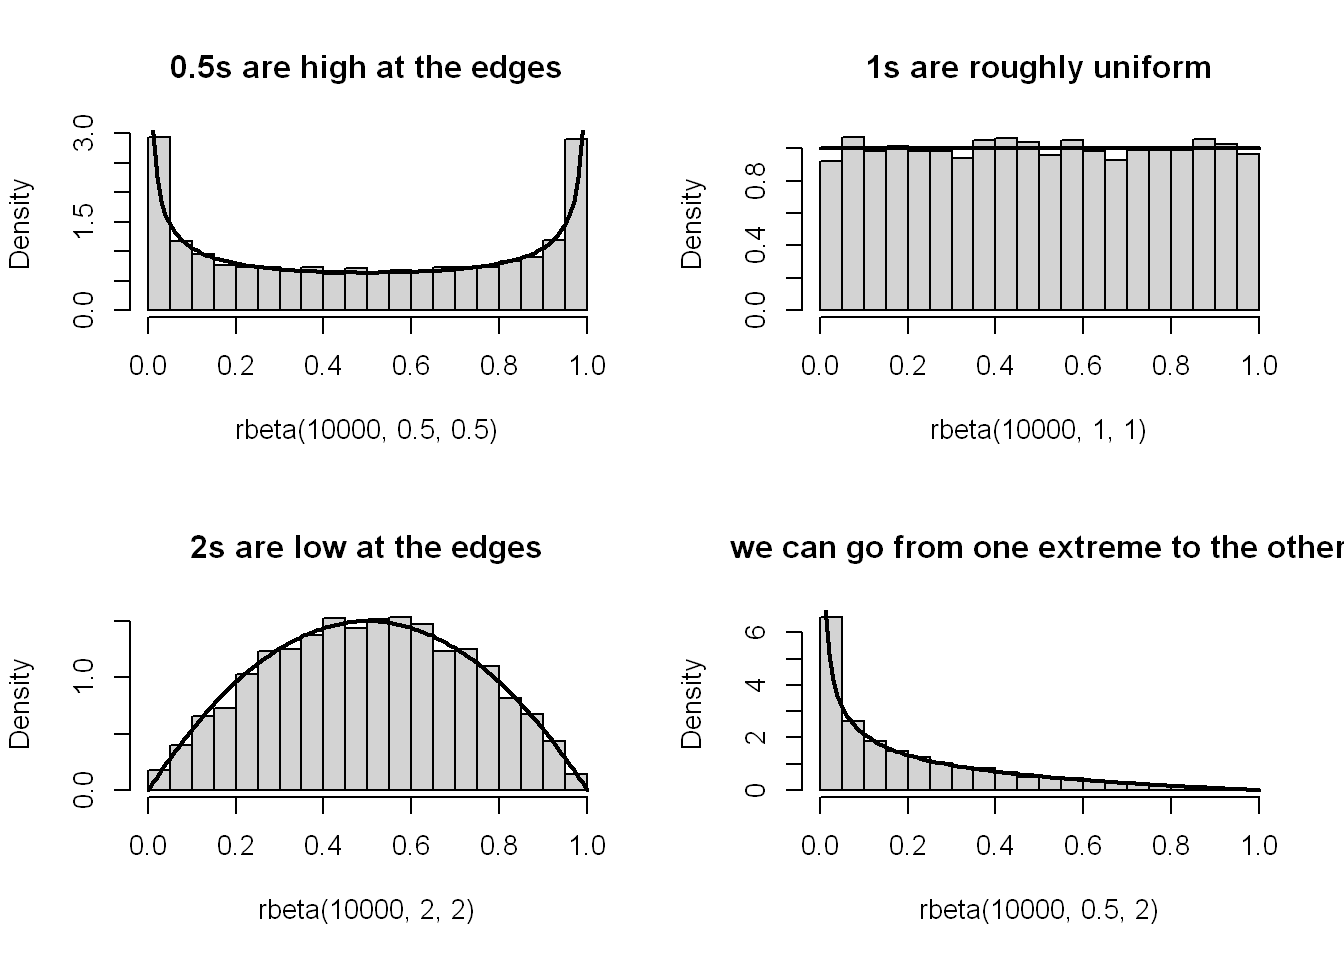 0.5s are high at the edges
Density
3.0
1.5
0.0
0.0 0.2 0.4 0.6 0.8 1.0
rbeta(10000, 0.5, 0.5)
1s are roughly uniform
Density
0.8
0.4
0.0
0.0 0.2 0.4 0.6 0.8 1.0
rbeta(10000, 1, 1)
2s are low at the edges
Density
1.0
0.0
0.0 0.2 0.4 0.6 0.8 1.0
rbeta(10000, 2, 2)
we can go from one extreme to the other
Density
6
4
2
0
0.0 0.2 0.4 0.6 0.8 1.0
rbeta(10000, 0.5, 2)